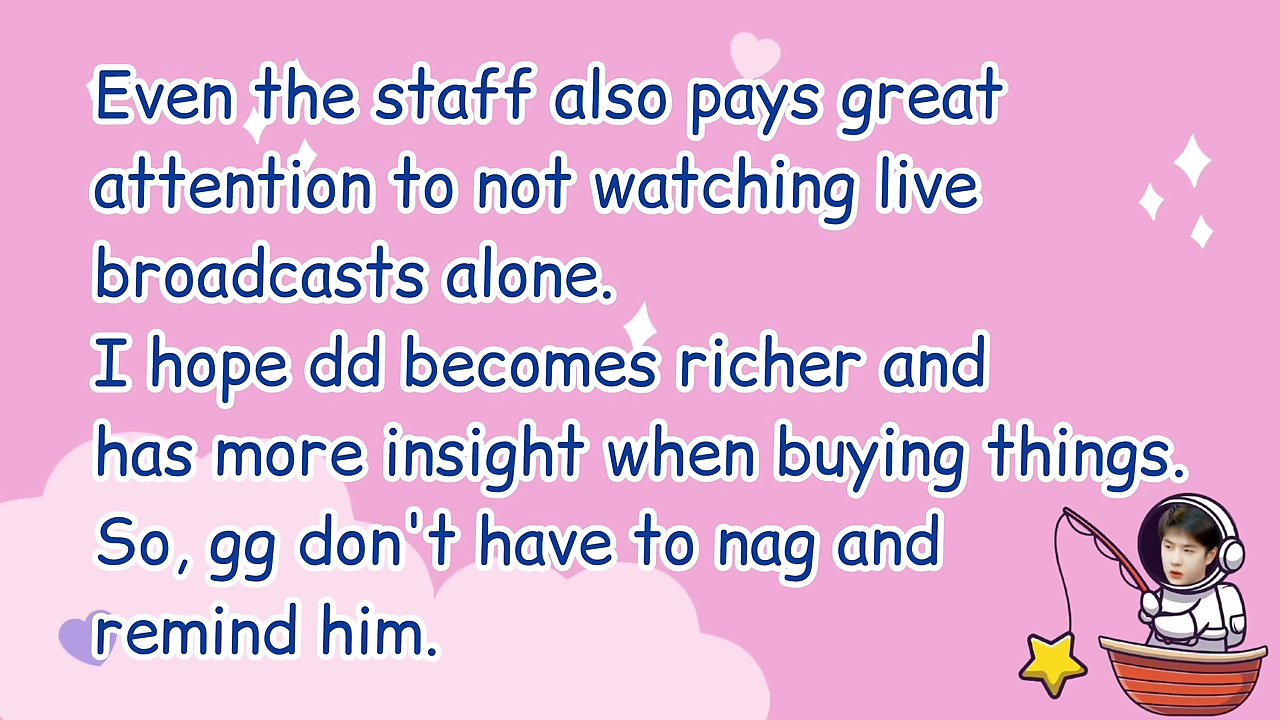 Even the staff also pays great
attention to not watching live
broadcasts alone.
I hope dd becomes richer and
has more insight when buying things.
So, gg don't have to nag and
remind him.